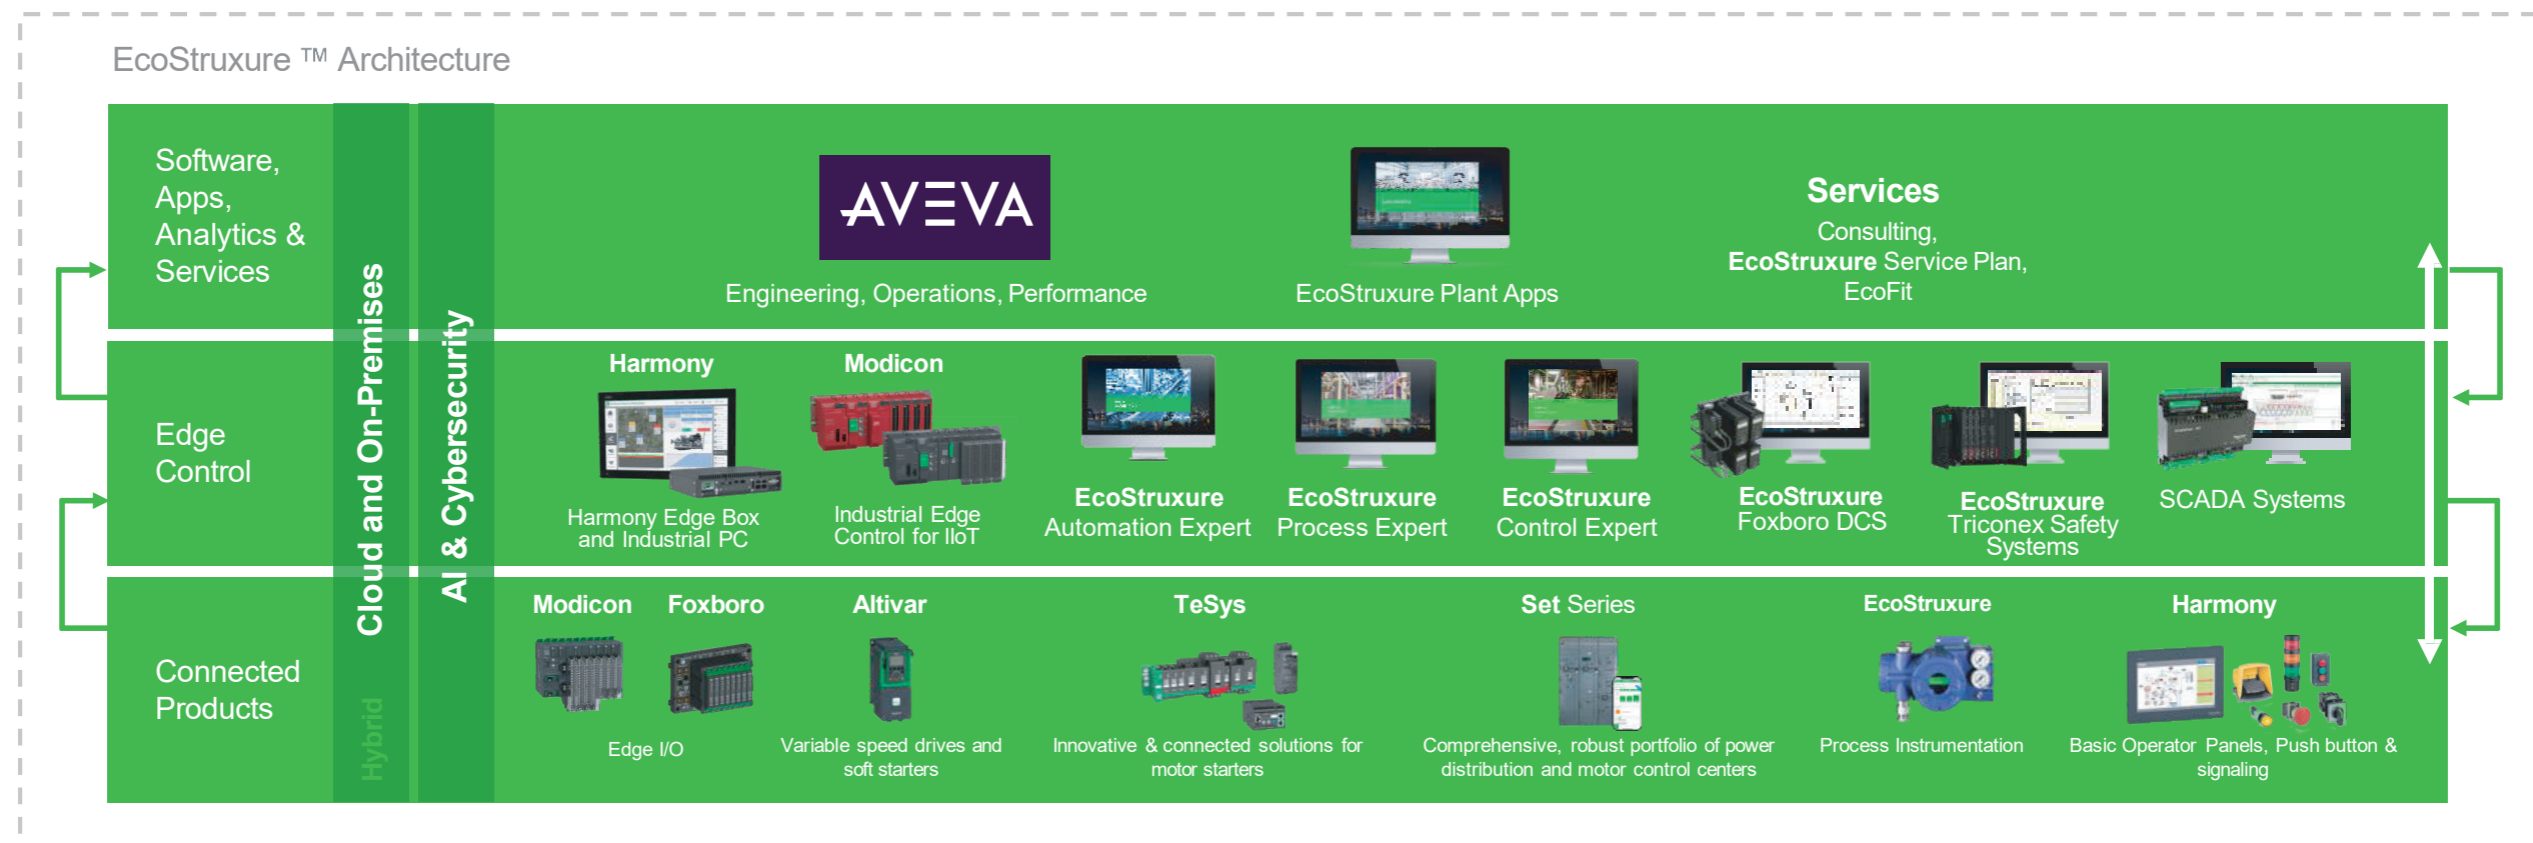 EcoStruxure ™ Architecture
Software,
Apps,
Analytics &
Services
Cloud and On-Premises
Hybrid
AI & Cybersecurity
AVEVA
Engineering, Operations, Performance
EcoStruxure Plant Apps
Services
Consulting,
EcoStruxure Service Plan,
EcoFit
Edge
Control
Harmony
Harmony Edge Box
and Industrial PC
Modicon
Industrial Edge
Control for IIoT
EcoStruxure
Automation Expert
EcoStruxure
Process Expert
EcoStruxure
Control Expert
EcoStruxure
Foxboro DCS
EcoStruxure
Triconex Safety
Systems
SCADA Systems
Connected
Products
Modicon
Foxboro
Edge I/O
Altivar
Variable speed drives and
soft starters
TeSys
Innovative & connected solutions for
motor starters
Set Series
Comprehensive, robust portfolio of power
distribution and motor control centers
EcoStruxure
Process Instrumentation
Harmony
Basic Operator Panels, Push button &
signaling